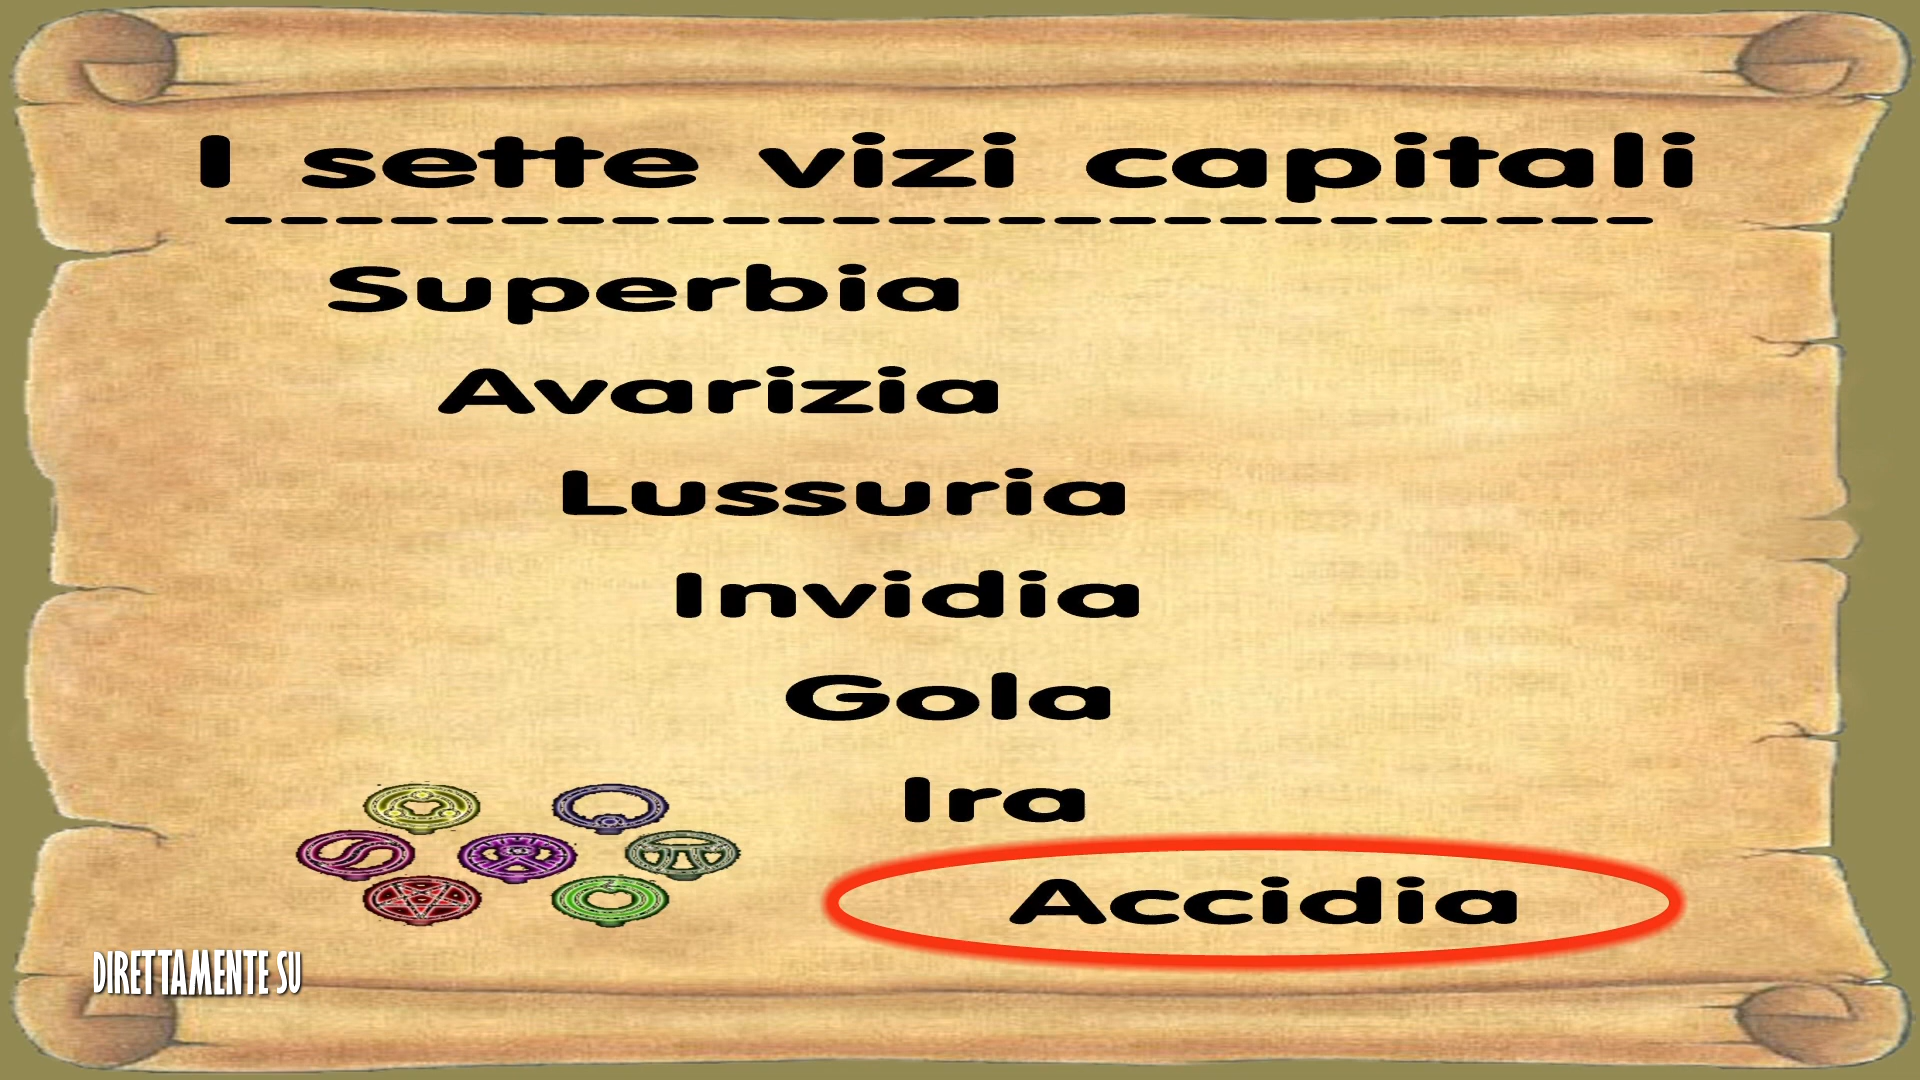 I sette vizi capitali
--------------------------
Superbia
Avarizia
Lussuria
Invidia
Gola
Ira
Accidia
DIRETTAMENTE SU